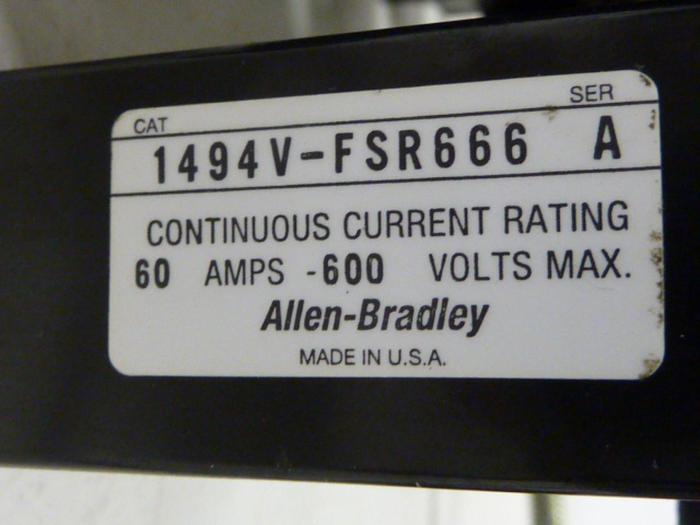 CAT SER
1494V-FSR666 A
CONTINUOUS CURRENT RATING
60 AMPS -600 VOLTS MAX.
Allen-Bradley
MADE IN U.S.A.